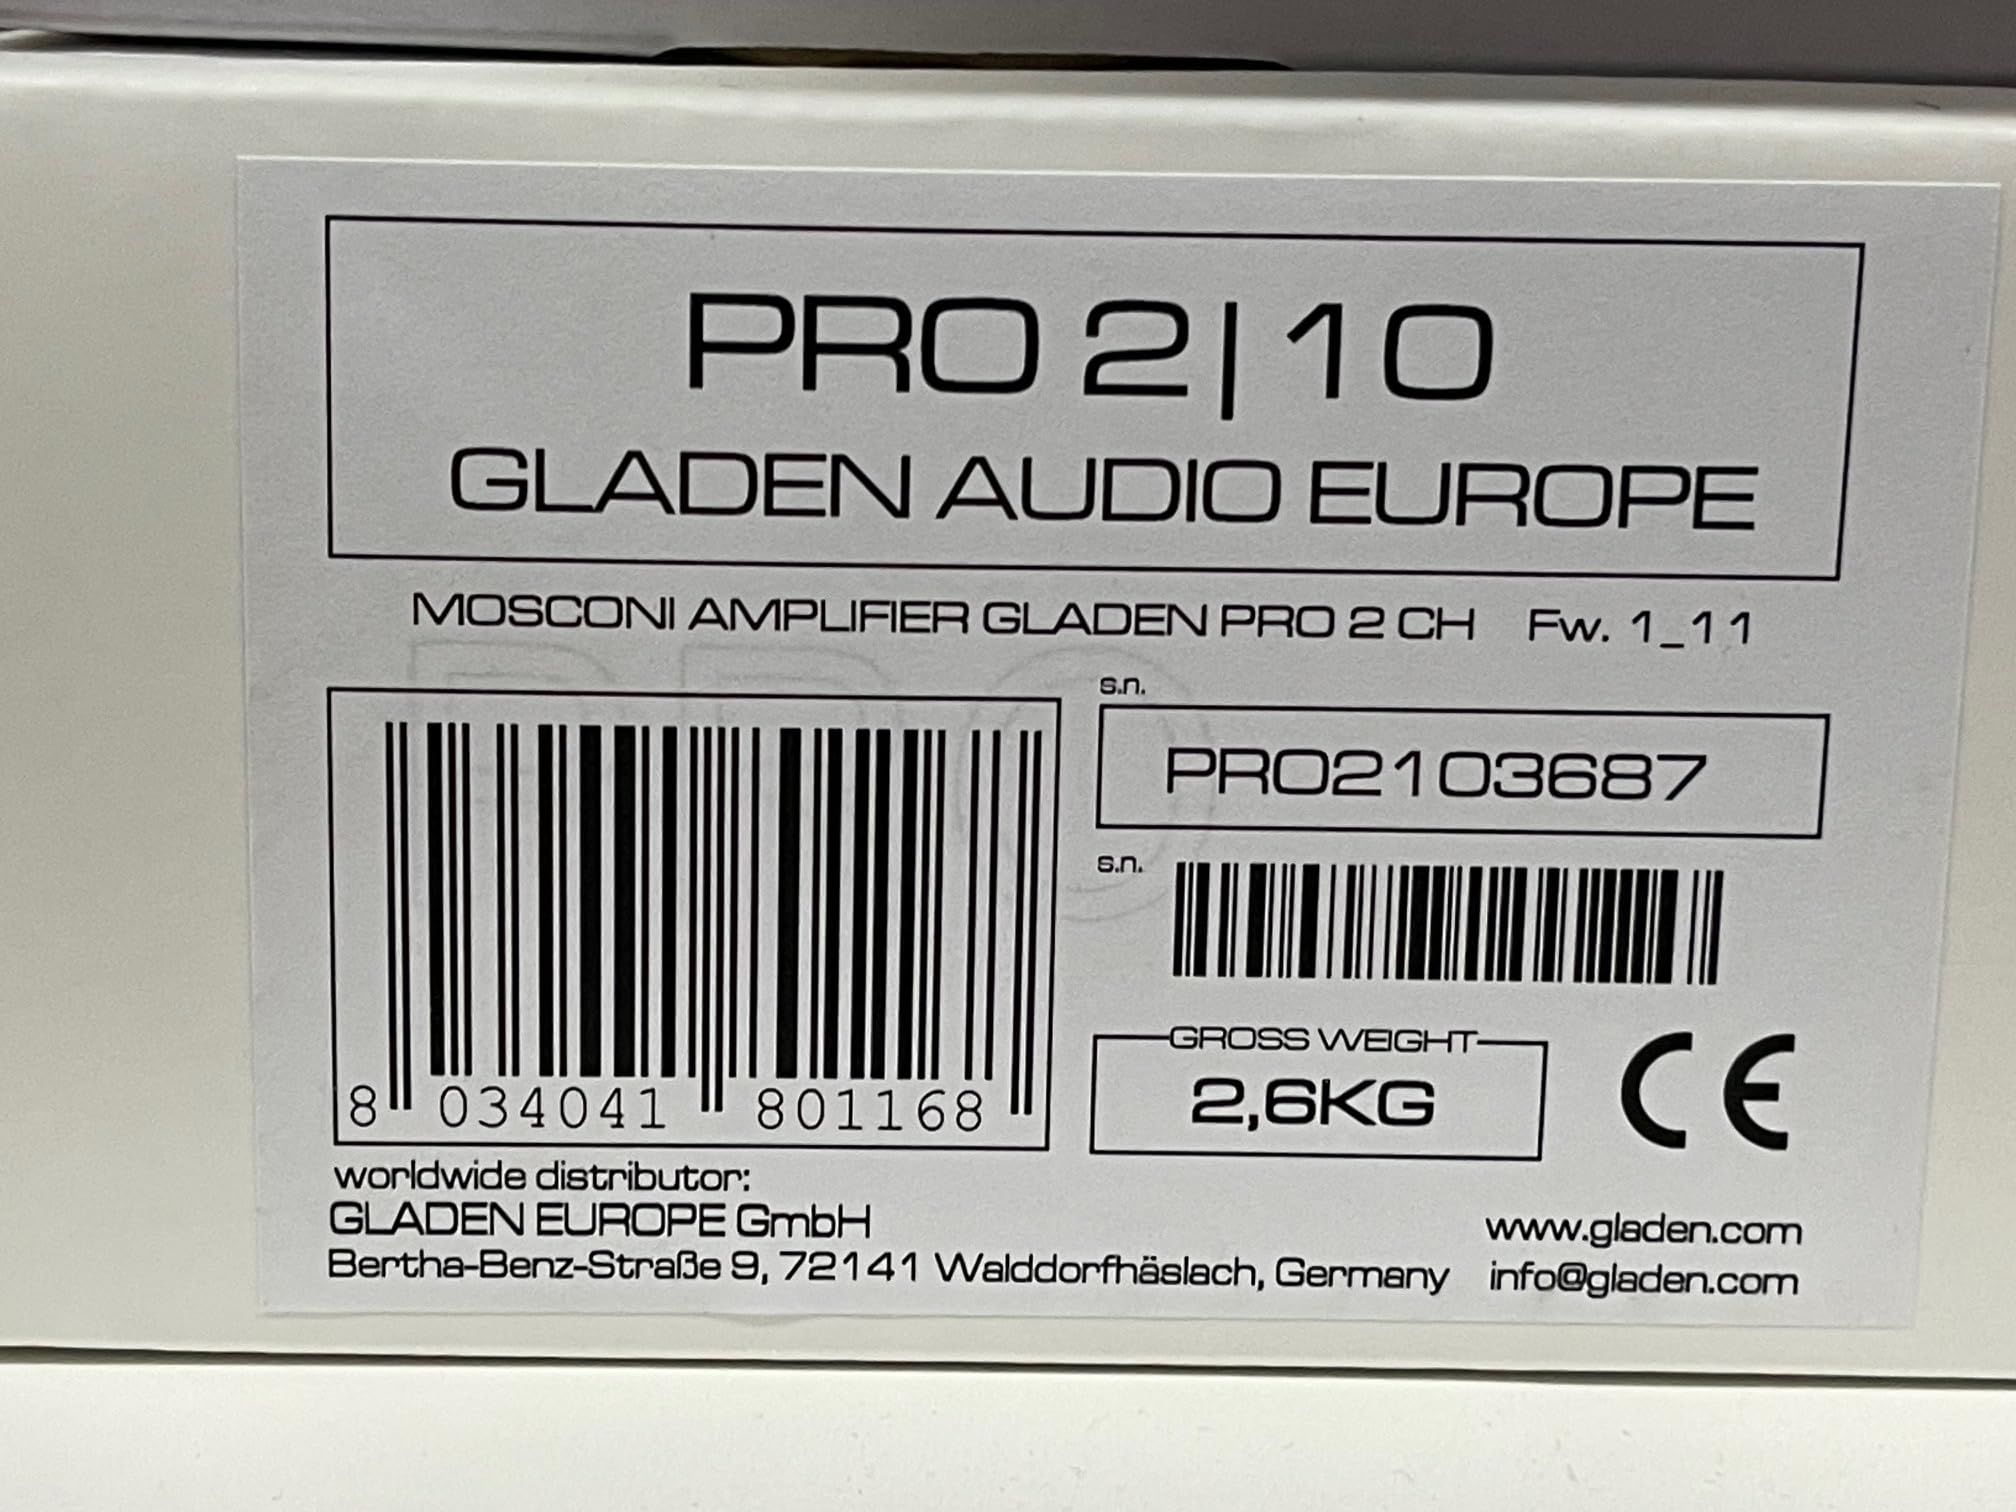 PRO 2|10
GLADEN AUDIO EUROPE
MOSCONI AMPLIFIER GLADEN PRO 2 CH Fw. 1_11
s.n.
PRO2103687
s.n.
8 034041 801168
GROSS WEIGHT
2,6KG
CE
worldwide distributor:
GLADEN EUROPE GmbH
Bertha-Benz-Straße 9, 72141 Walddorfhäslach, Germany
www.gladen.com
info@gladen.com